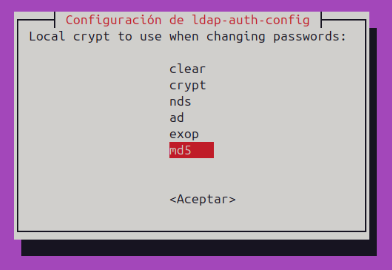 Configuración de ldap-auth-config
Local crypt to use when changing passwords:
clear
crypt
nds
ad
exop
md5
<Aceptar>